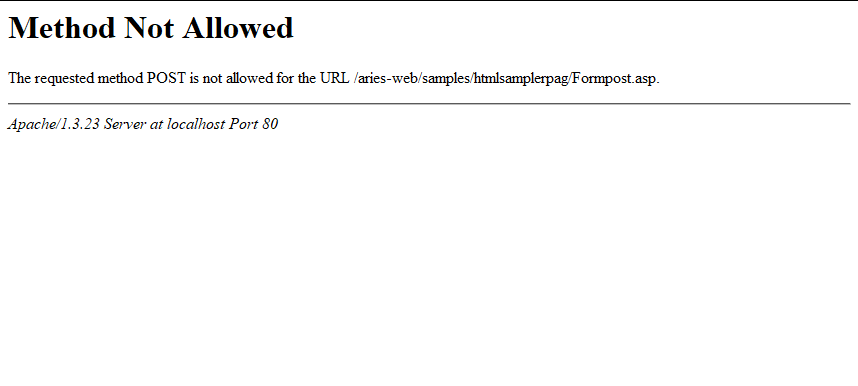 Method Not Allowed
The requested method POST is not allowed for the URL /aries-web/samples/htmlsamplerpag/Formpost.asp.
Apache/1.3.23 Server at localhost Port 80